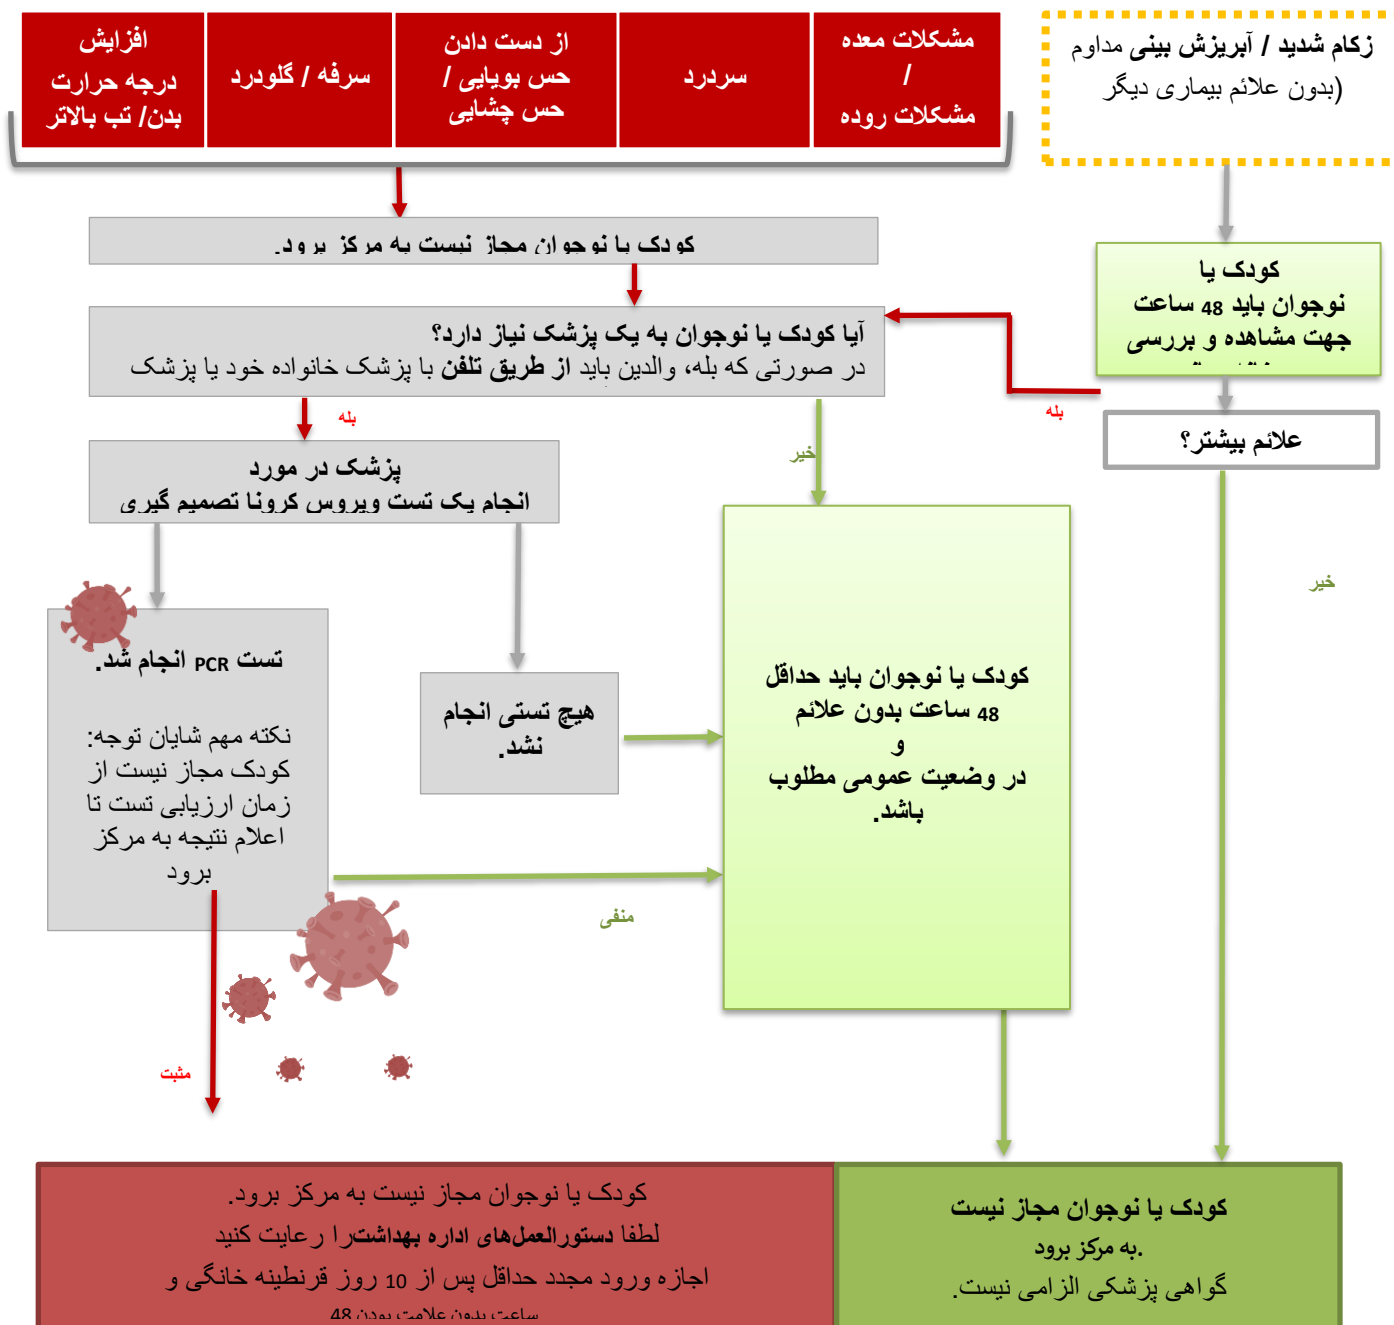 زکام شدید / آبریزش بینی مداوم
(بدون علائم بیماری دیگر
مشکلات معده
/
مشکلات روده
سردرد
از دست دادن
حس بویایی /
حس چشایی
سرفه / گلودرد
افزایش
درجه حرارت
بدن/ تب بالاتر
کودک یا نوجوان مجاز نیست به مرکز برود.
کودک یا
نوجوان باید 48 ساعت
جهت مشاهده و بررسی
آیا کودک یا نوجوان به یک پزشک نیاز دارد؟
در صورتی که بله، والدین باید از طریق تلفن با پزشک خانواده خود یا پزشک
بله
علائم بیشتر؟
بله
خیر
پزشک در مورد
انجام یک تست ویروس کرونا تصمیم گیری
خیر
کودک یا نوجوان باید حداقل
48 ساعت بدون علائم
و
در وضعیت عمومی مطلوب
باشد.
هیچ تستی انجام
نشد.
تست PCR انجام شد.
نکته مهم شایان توجه:
کودک مجاز نیست از
زمان ارزیابی تست تا
اعلام نتیجه به مرکز
برود
منفی
مثبت
کودک یا نوجوان مجاز نیست
.به مرکز برود
گواهی پزشکی الزامی نیست.
کودک یا نوجوان مجاز نیست به مرکز برود.
لطفا دستورالعمل‌های اداره بهداشت‌را رعایت کنید
اجازه ورود مجدد حداقل پس از 10 روز قرنطینه خانگی و
ساعت بدون علامت بودن 48